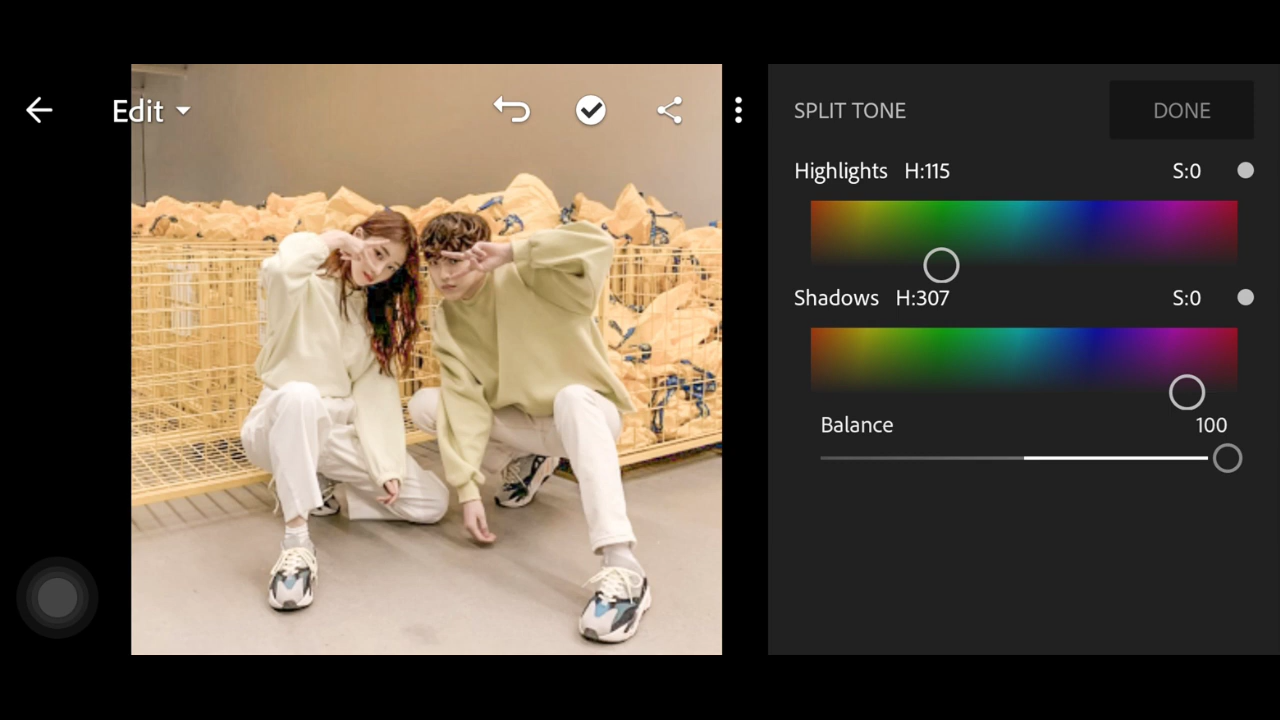 Edit
SPLIT TONE
DONE
Highlights H:115 S:0
Shadows H:307 S:0
Balance 100